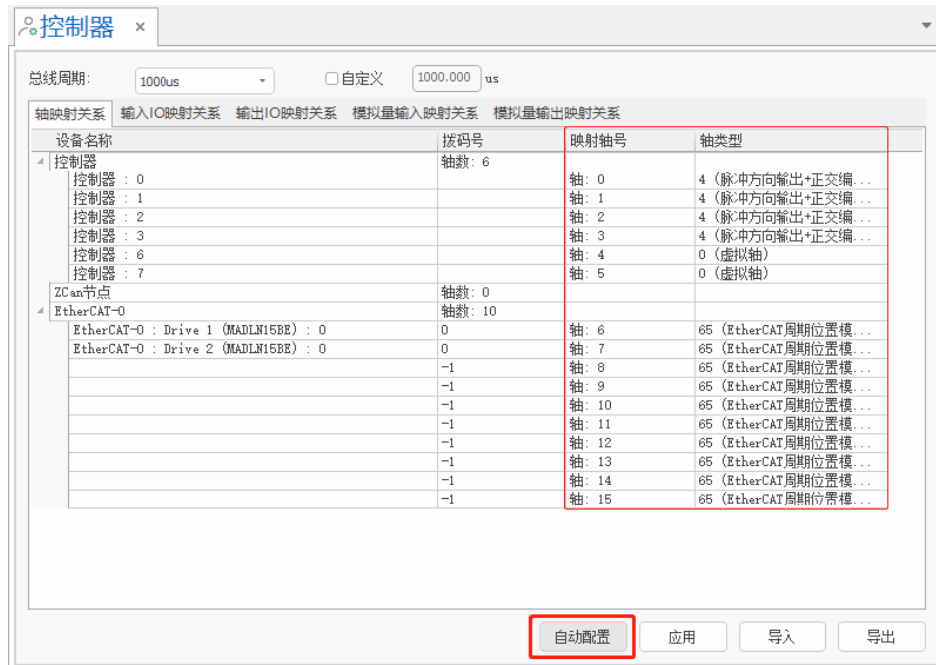 控制器 ×
总线周期: 1000us 自定义 1000.000 us
轴映射关系 输入IO映射关系 输出IO映射关系 模拟量输入映射关系 模拟量输出映射关系
设备名称 拨码号 映射轴号 轴类型
控制器 轴数: 6
控制器 : 0 轴: 0 4 (脉冲方向输出+正交编...
控制器 : 1 轴: 1 4 (脉冲方向输出+正交编...
控制器 : 2 轴: 2 4 (脉冲方向输出+正交编...
控制器 : 3 轴: 3 4 (脉冲方向输出+正交编...
控制器 : 6 轴: 4 0 (虚拟轴)
控制器 : 7 轴: 5 0 (虚拟轴)
ZCan节点 轴数: 0
EtherCAT-0 轴数: 10
EtherCAT-0 : Drive 1 (MADLN15BE) : 0 0 轴: 6 65 (EtherCAT周期位置模...
EtherCAT-0 : Drive 2 (MADLN15BE) : 0 0 轴: 7 65 (EtherCAT周期位置模...
-1 轴: 8 65 (EtherCAT周期位置模...
-1 轴: 9 65 (EtherCAT周期位置模...
-1 轴: 10 65 (EtherCAT周期位置模...
-1 轴: 11 65 (EtherCAT周期位置模...
-1 轴: 12 65 (EtherCAT周期位置模...
-1 轴: 13 65 (EtherCAT周期位置模...
-1 轴: 14 65 (EtherCAT周期位置模...
-1 轴: 15 65 (EtherCAT周期位置模...
自动配置 应用 导入 导出